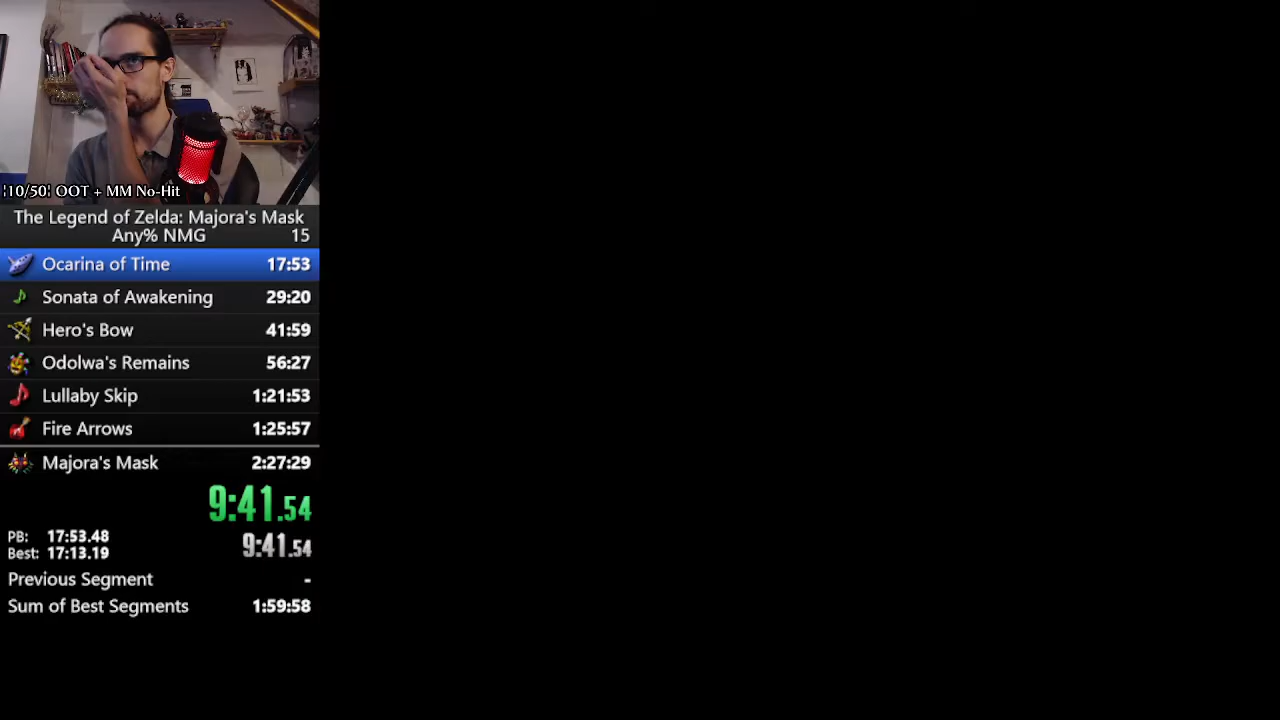 ¦10/50¦ OOT + MM No-Hit
The Legend of Zelda: Majora's Mask
Any% NMG 15
Ocarina of Time 17:53
Sonata of Awakening 29:20
Hero's Bow 41:59
Odolwa's Remains 56:27
Lullaby Skip 1:21:53
Fire Arrows 1:25:57
Majora's Mask 2:27:29
9:41.54
PB: 17:53.48
Best: 17:13.19
9:41.54
Previous Segment -
Sum of Best Segments 1:59:58